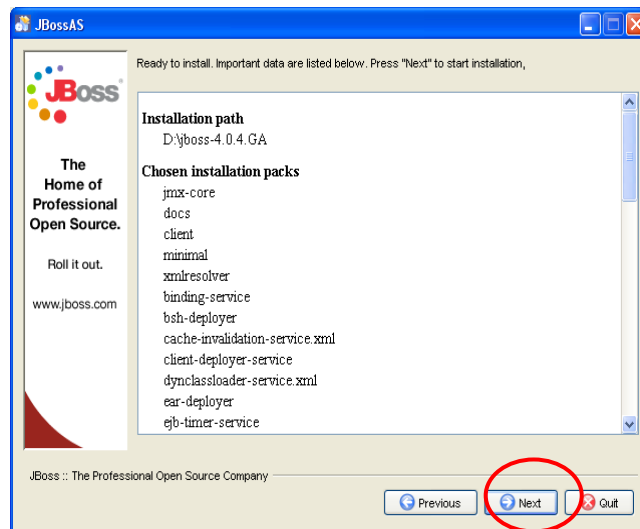 JBossAS
JBoss
The
Home of
Professional
Open Source.
Roll it out.
www.jboss.com
Ready to install. Important data are listed below. Press "Next" to start installation,
Installation path
D:\jboss-4.0.4.GA
Chosen installation packs
jmx-core
docs
client
minimal
xmlresolver
binding-service
bsh-deployer
cache-invalidation-service.xml
client-deployer-service
dynclassloader-service.xml
ear-deployer
ejb-timer-service
JBoss :: The Professional Open Source Company
Previous
Next
Quit